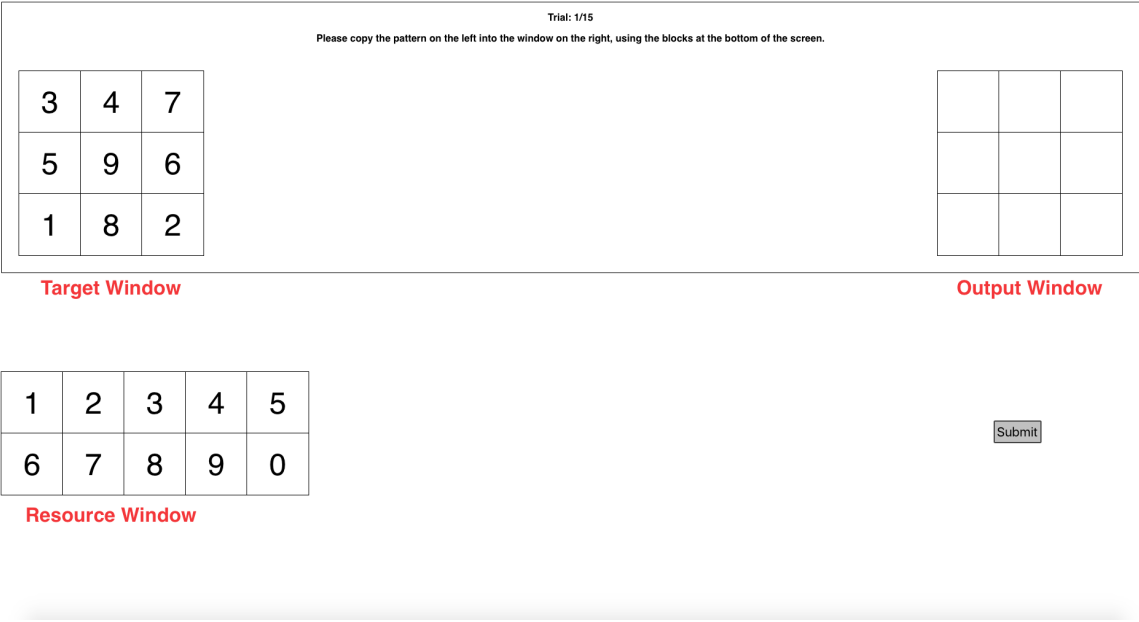 Trial: 1/15
Please copy the pattern on the left into the window on the right, using the blocks at the bottom of the screen.
3 4 7
5 9 6
1 8 2
Target Window
Output Window
1 2 3 4 5
6 7 8 9 0
Submit
Resource Window